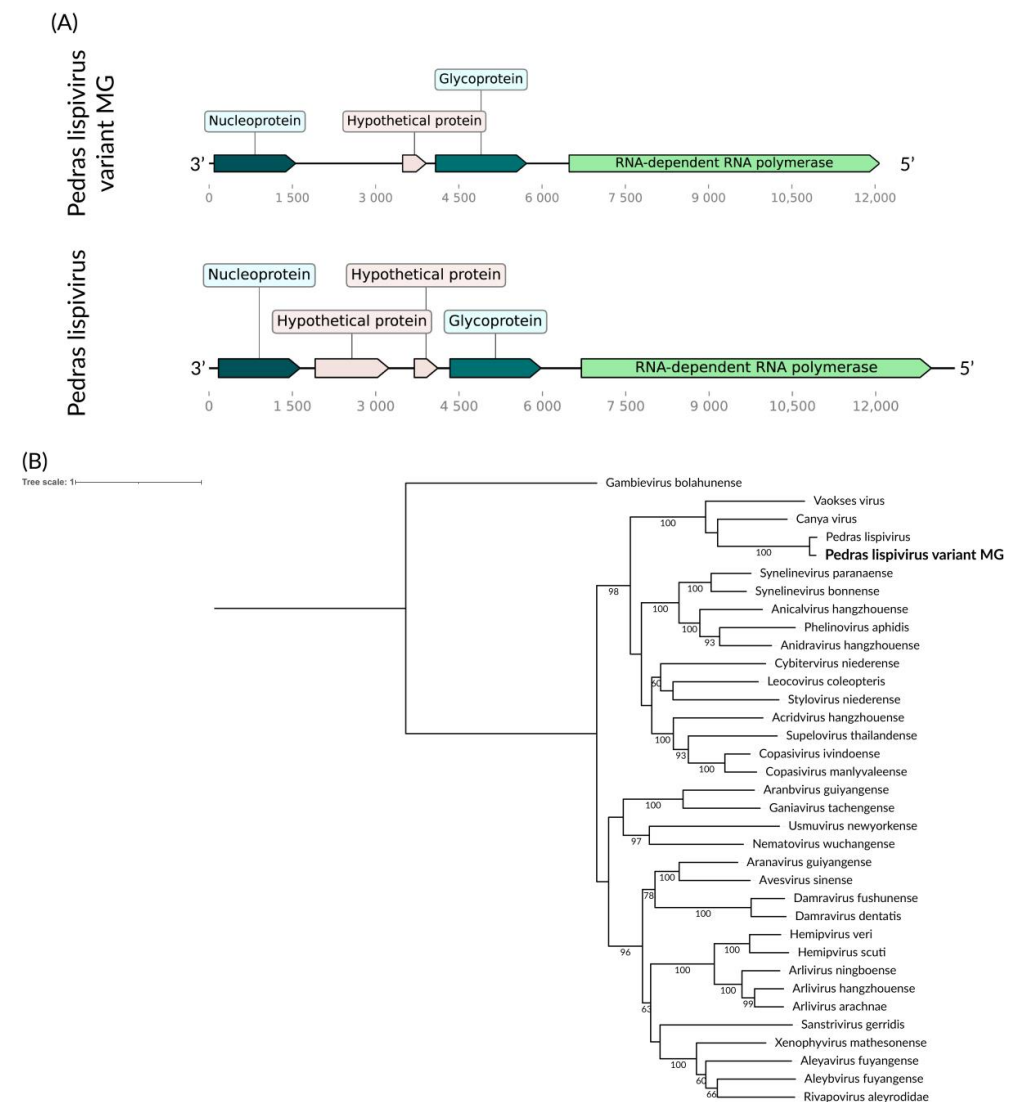 (A)
Pedras lispivirus
variant MG
Glycoprotein
Nucleoprotein
Hypothetical protein
3’
RNA-dependent RNA polymerase
5’
0
1 500
3 000
4 500
6 000
7 500
9 000
10,500
12,000
Pedras lispivirus
Nucleoprotein
Hypothetical protein
Hypothetical protein
Glycoprotein
3’
RNA-dependent RNA polymerase
5’
0
1 500
3 000
4 500
6 000
7 500
9 000
10,500
12,000
(B)
Tree scale: 1
Gambievirus bolahunense
Vaokses virus
100
Canya virus
Pedras lispivirus
100
Pedras lispivirus variant MG
Synelinevirus paranaense
100
98
Synelinevirus bonnense
100
Anicalvirus hangzhouense
100
Phelinovirus aphidis
93
Anidravirus hangzhouense
Cybitervirus niederense
60
Leocovirus coleopteris
Stylovirus niederense
Acridvirus hangzhouense
100
Supelovirus thailandense
93
Copasivirus ivindoense
100
Copasivirus manlyvaleense
Aranbvirus guiyangense
100
Ganiavirus tachengense
Usmuvirus newyorkense
97
Nematovirus wuchangense
Aranavirus guiyangense
100
Avesvirus sinense
78
Damravirus fushunense
100
Damravirus dentatis
Hemipvirus veri
100
96
Hemipvirus scuti
100
Arlivirus ningboense
100
Arlivirus hangzhouense
99
Arlivirus arachnae
63
Sanstrivirus gerridis
Xenophyvirus mathesonense
100
Aleyavirus fuyangense
60
Aleybvirus fuyangense
66
Rivapovirus aleyrodidae